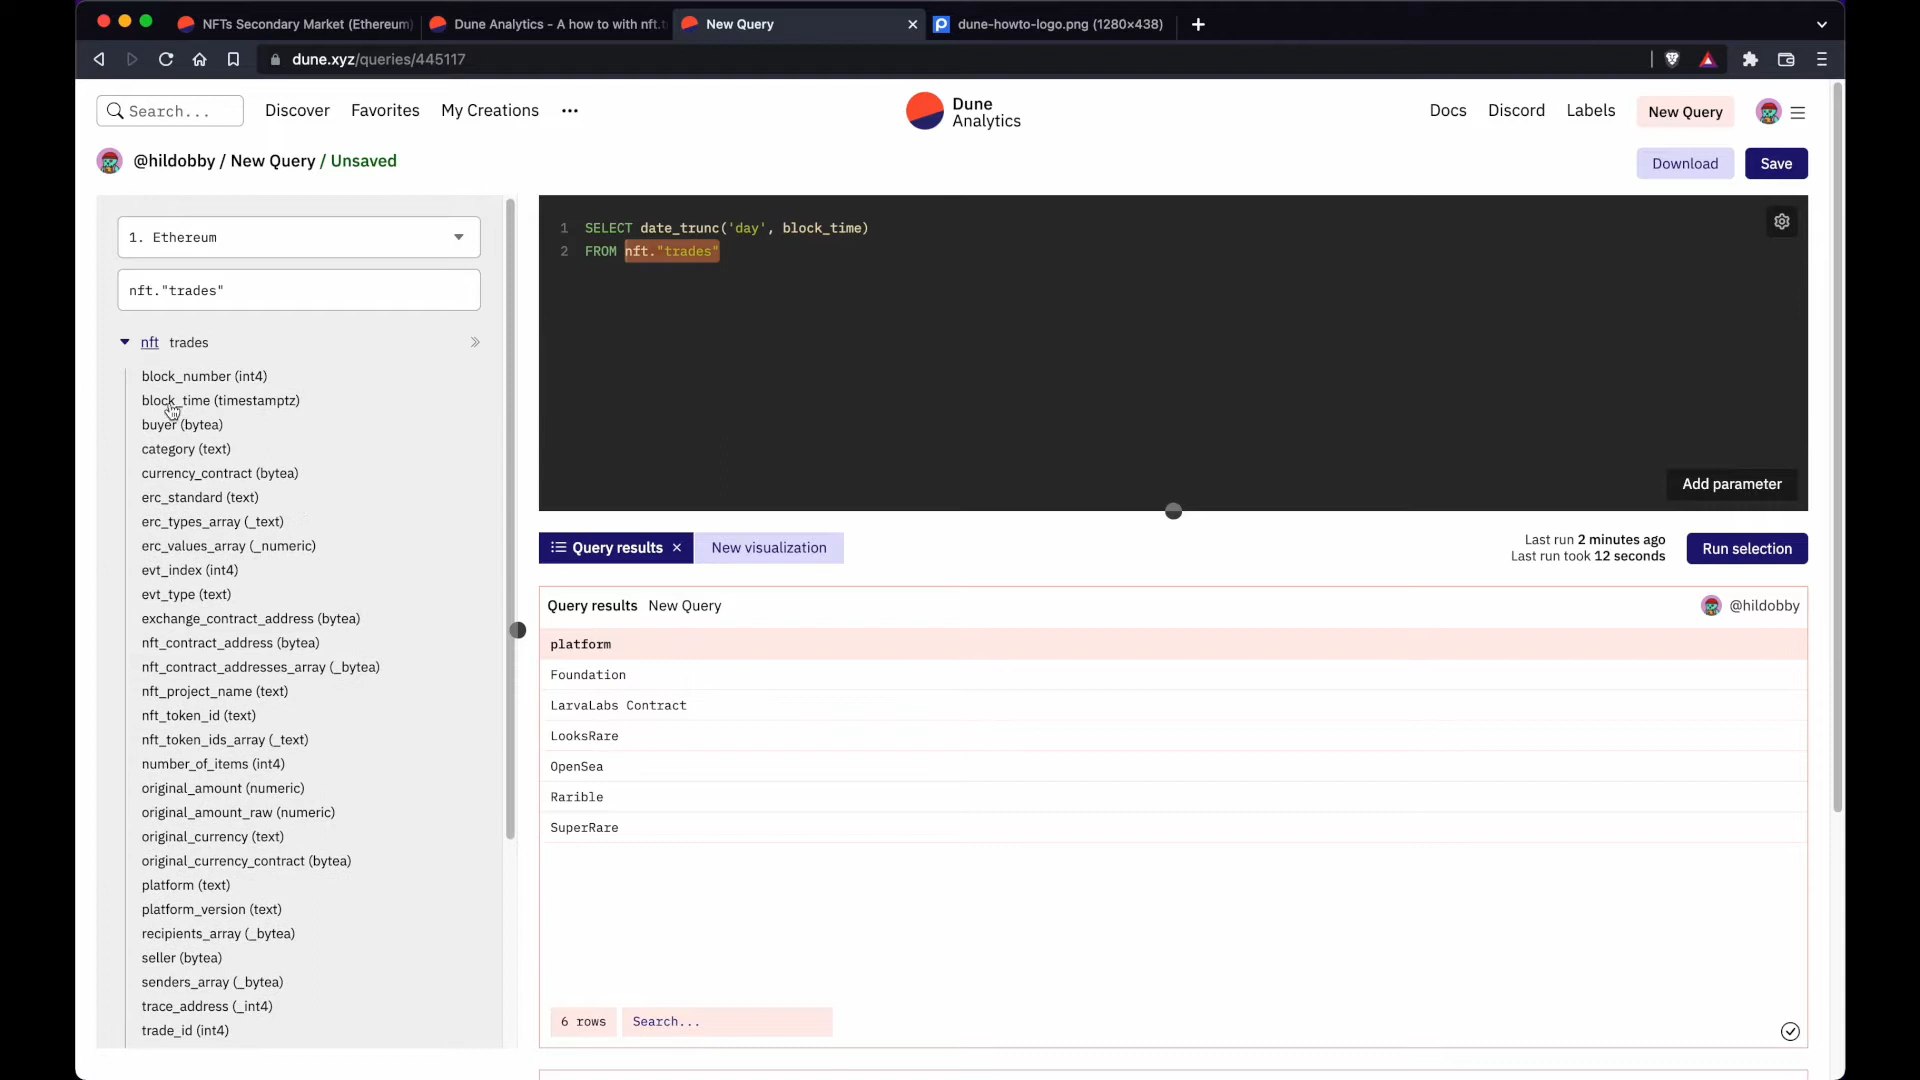 NFTs Secondary Market (Ethereum)
Dune Analytics - A how to with nft.t
New Query
dune-howto-logo.png (1280×438)
dune.xyz/queries/445117
Search...
Discover
Favorites
My Creations
Dune
Analytics
Docs
Discord
Labels
New Query
@hildobby / New Query / Unsaved
Download
Save
1. Ethereum
nft."trades"
nft trades
block_number (int4)
block_time (timestamptz)
buyer (bytea)
category (text)
currency_contract (bytea)
erc_standard (text)
erc_types_array (_text)
erc_values_array (_numeric)
evt_index (int4)
evt_type (text)
exchange_contract_address (bytea)
nft_contract_address (bytea)
nft_contract_addresses_array (_bytea)
nft_project_name (text)
nft_token_id (text)
nft_token_ids_array (_text)
number_of_items (int4)
original_amount (numeric)
original_amount_raw (numeric)
original_currency (text)
original_currency_contract (bytea)
platform (text)
platform_version (text)
recipients_array (_bytea)
seller (bytea)
senders_array (_bytea)
trace_address (_int4)
trade_id (int4)
1 SELECT date_trunc('day', block_time)
2 FROM nft."trades"
Add parameter
Query results
New visualization
Last run 2 minutes ago
Last run took 12 seconds
Run selection
Query results New Query
@hildobby
platform
Foundation
LarvaLabs Contract
LooksRare
OpenSea
Rarible
SuperRare
6 rows
Search...